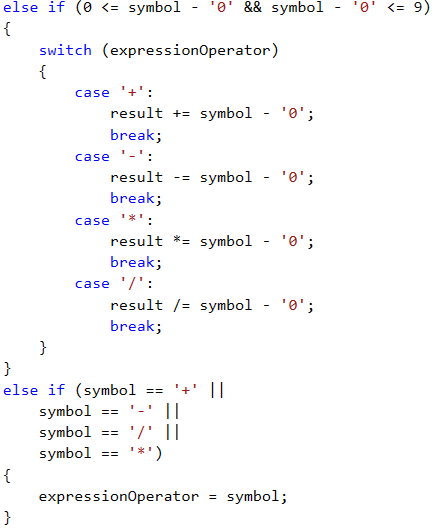 else if (0 <= symbol - '0' && symbol - '0' <= 9)
{
    switch (expressionOperator)
    {
        case '+':
            result += symbol - '0';
            break;
        case '-':
            result -= symbol - '0';
            break;
        case '*':
            result *= symbol - '0';
            break;
        case '/':
            result /= symbol - '0';
            break;
    }
}
else if (symbol == '+' ||
    symbol == '-' ||
    symbol == '/' ||
    symbol == '*')
{
    expressionOperator = symbol;
}